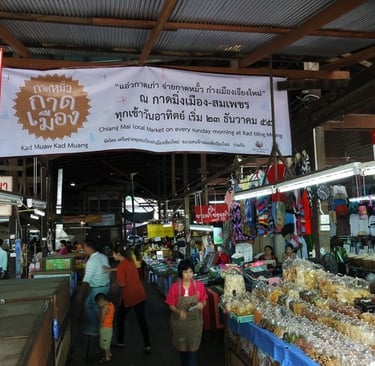 กาดหมั้ว
กาดเมือง
Kad Muaw Kad Muang
"แอ่วกาดเก๊า จ่ายกาดหมั้ว ก๋างเมืองเจียงใหม่"
ณ กาดมิ่งเมือง-สมเพชร
ทุกเช้าวันอาทิตย์ เริ่ม ๒๓ ธันวาคม ๕๕
Chiang Mai local Market on every sunday morning at Kad Ming Muang